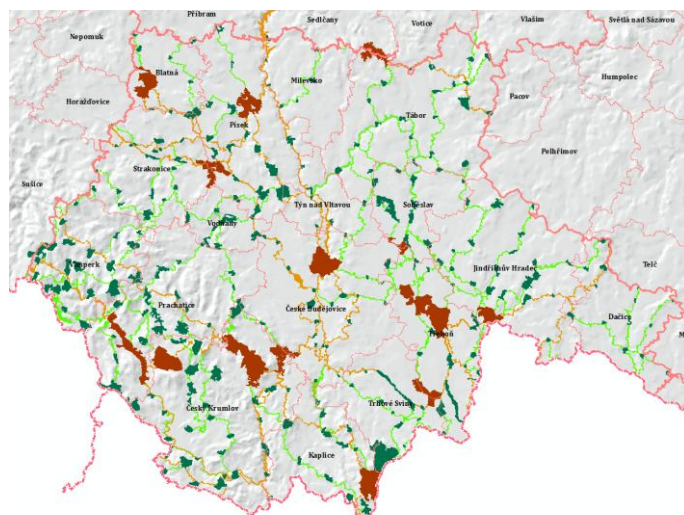 Příbram
Sedlčany
Votice
Vlašim
Světlá nad Sázavou
Nepomuk
Blatná
Milevsko
Humpolec
Pacov
Horažďovice
Písek
Tábor
Pelhřimov
Strakonice
Sušice
Týn nad Vltavou
Soběslav
Vodňany
Vimperk
Jindřichův Hradec
Telč
Prachatice
České Budějovice
Dačice
Třeboň
Český Krumlov
Trhové Sviny
Kaplice